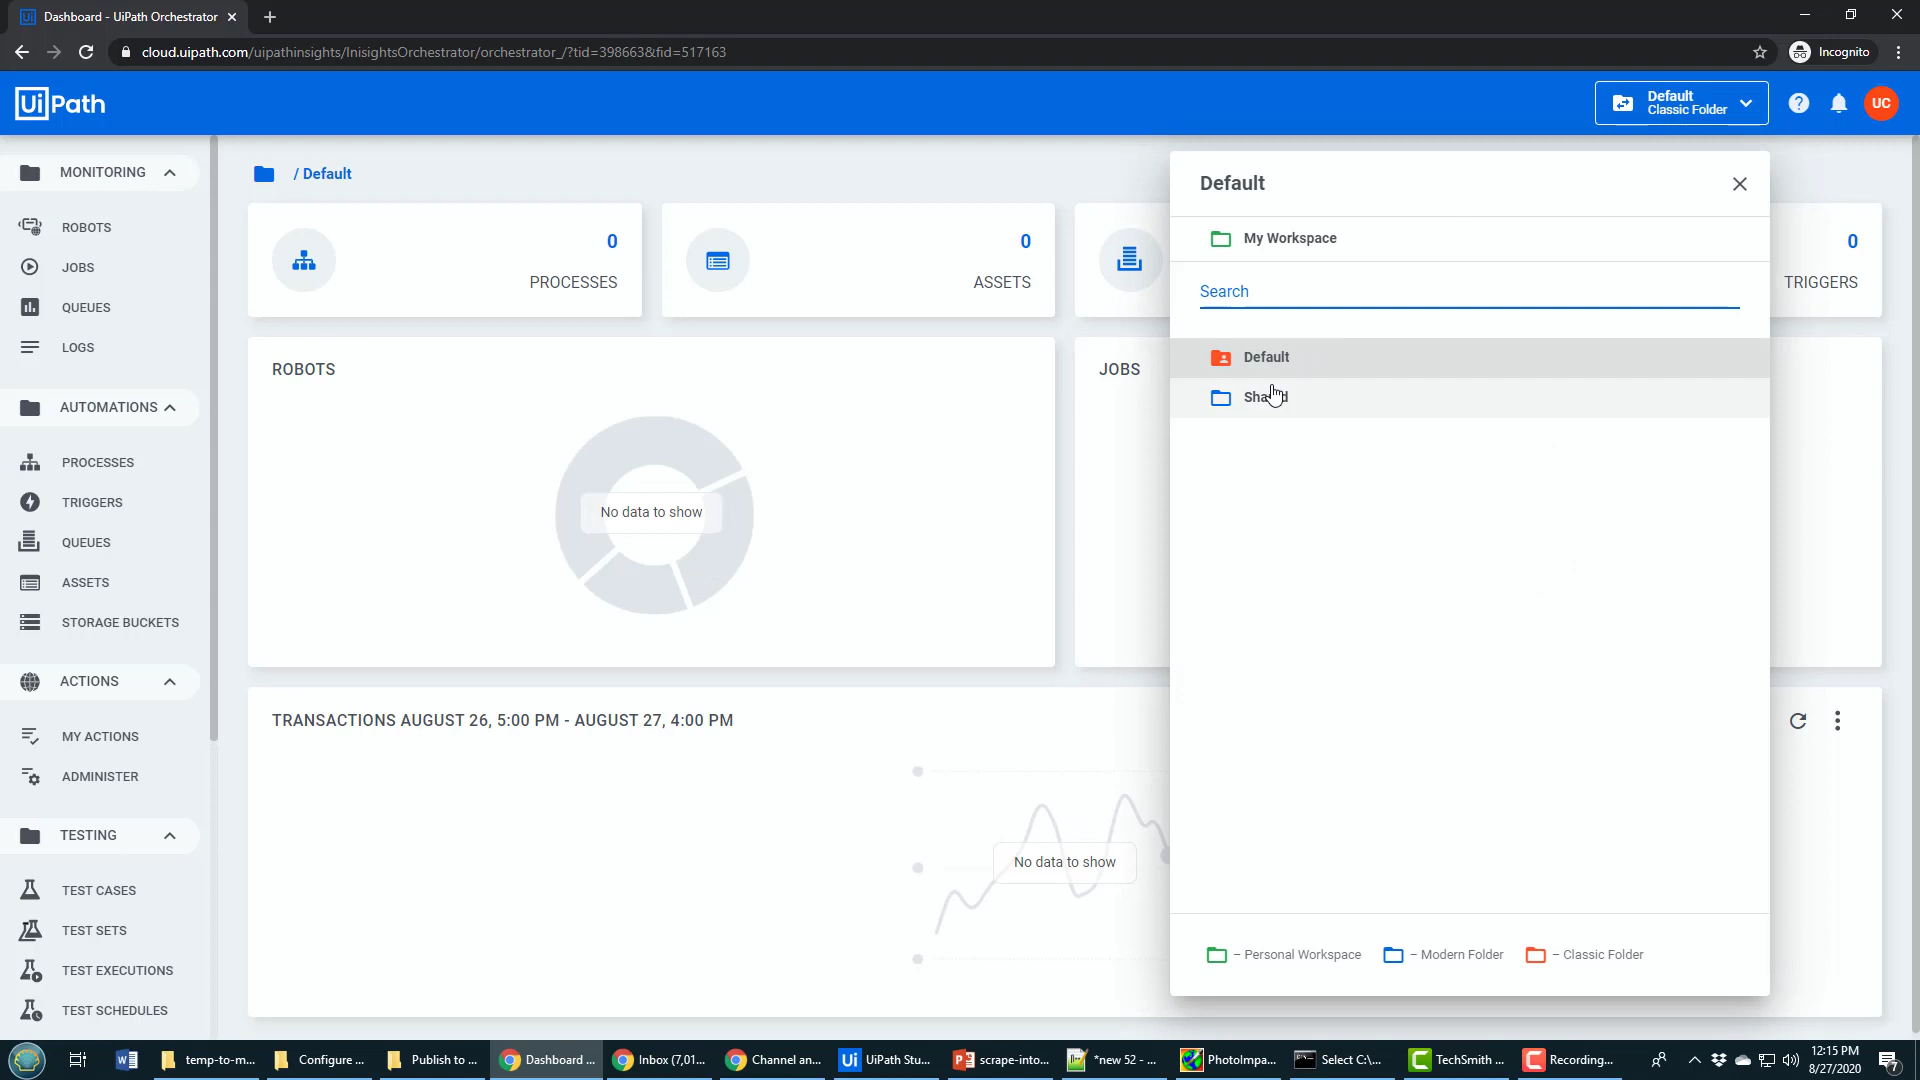 Dashboard - UiPath Orchestrator
cloud.uipath.com/uipathinsights/InisightsOrchestrator/orchestrator_/?tid=398663&fid=517163
Incognito
UiPath
Default
Classic Folder
UC
MONITORING
ROBOTS
JOBS
QUEUES
LOGS
AUTOMATIONS
PROCESSES
TRIGGERS
QUEUES
ASSETS
STORAGE BUCKETS
ACTIONS
MY ACTIONS
ADMINISTER
TESTING
TEST CASES
TEST SETS
TEST EXECUTIONS
TEST SCHEDULES
/ Default
0
PROCESSES
0
ASSETS
0
TRIGGERS
ROBOTS
No data to show
JOBS
TRANSACTIONS AUGUST 26, 5:00 PM - AUGUST 27, 4:00 PM
No data to show
Default
My Workspace
Search
Default
– Personal Workspace
– Modern Folder
– Classic Folder
temp-to-m...
Configure ...
Publish to ...
Dashboard ...
Inbox (7,01...
Channel an...
UiPath Stu...
scrape-into...
*new 52 - ...
PhotoImpa...
Select C:\...
TechSmith ...
Recording...
12:15 PM
8/27/2020
7